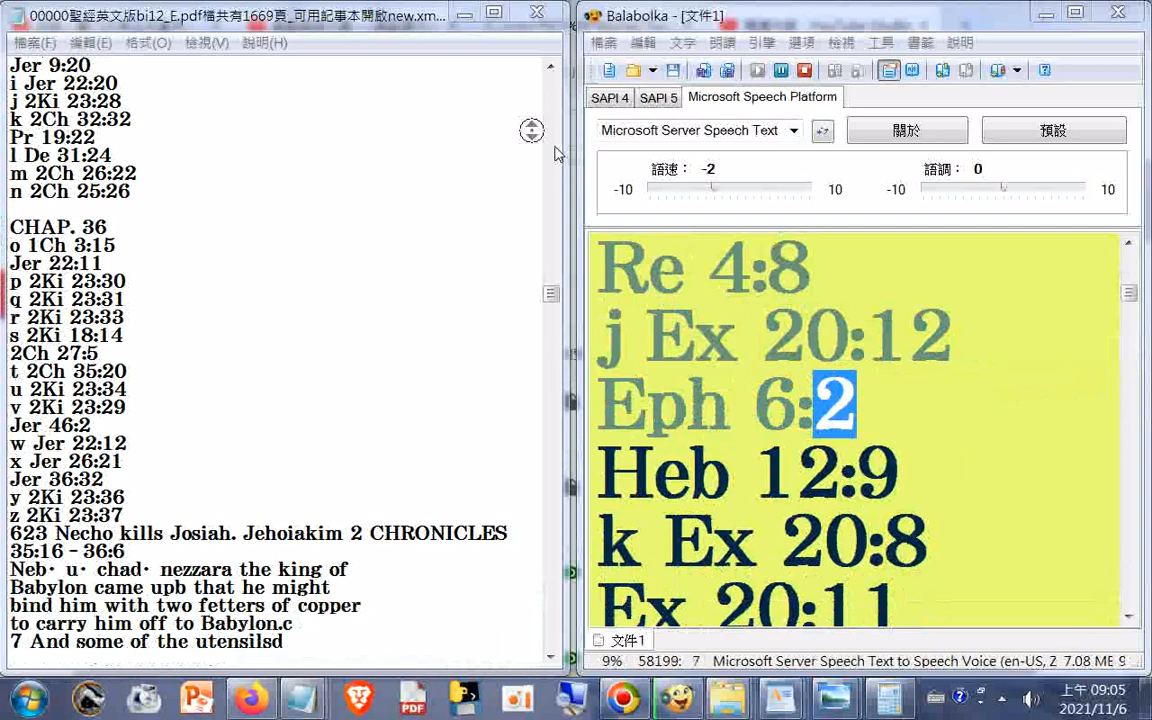 00000聖經英文版bi12_E.pdf檔共有1669頁_可用記事本開啟new.xm...
檔案(F) 編輯(E) 格式(O) 檢視(V) 說明(H)
Jer 9:20
i Jer 22:20
j 2Ki 23:28
k 2Ch 32:32
Pr 19:22
l De 31:24
m 2Ch 26:22
n 2Ch 25:26
CHAP. 36
o 1Ch 3:15
Jer 22:11
p 2Ki 23:30
q 2Ki 23:31
r 2Ki 23:33
s 2Ki 18:14
2Ch 27:5
t 2Ch 35:20
u 2Ki 23:34
v 2Ki 23:29
Jer 46:2
w Jer 22:12
x Jer 26:21
Jer 36:32
y 2Ki 23:36
z 2Ki 23:37
623 Necho kills Josiah. Jehoiakim 2 CHRONICLES
35:16 - 36:6
Neb· u· chad· nezzara the king of
Babylon came upb that he might
bind him with two fetters of copper
to carry him off to Babylon.c
7 And some of the utensilsd
Balabolka - [文件1]
檔案 編輯 文字 朗讀 引擎 選項 檢視 工具 書籤 說明
SAPI 4 SAPI 5 Microsoft Speech Platform
Microsoft Server Speech Text 關於 預設
語速: -2 語調: 0
-10 10 -10 10
Re 4:8
j Ex 20:12
Eph 6:2
Heb 12:9
k Ex 20:8
Ex 20:11
文件1
9% 58199: 7 Microsoft Server Speech Text to Speech Voice (en-US, Z 7.08 ME 9
PDF
上午 09:05
2021/11/6